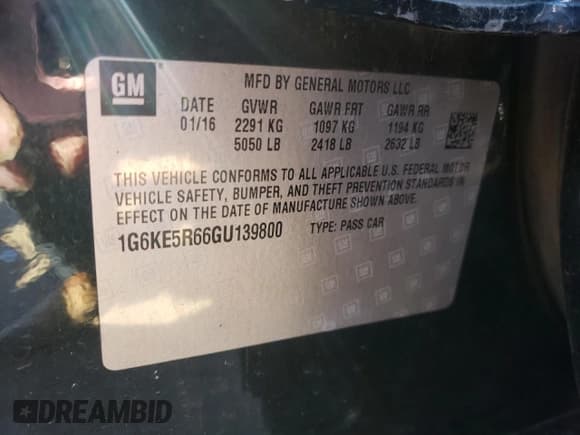 GM
MFD BY GENERAL MOTORS LLC
DATE GVWR GAWR FRT GAWR RR
01/16 2291 KG 1097 KG 1194 KG
5050 LB 2418 LB 2632 LB
THIS VEHICLE CONFORMS TO ALL APPLICABLE U.S. FEDERAL MOTOR
VEHICLE SAFETY, BUMPER, AND THEFT PREVENTION STANDARDS IN
EFFECT ON THE DATE OF MANUFACTURE SHOWN ABOVE.
1G6KE5R66GU139800 TYPE: PASS CAR
DREAMBID